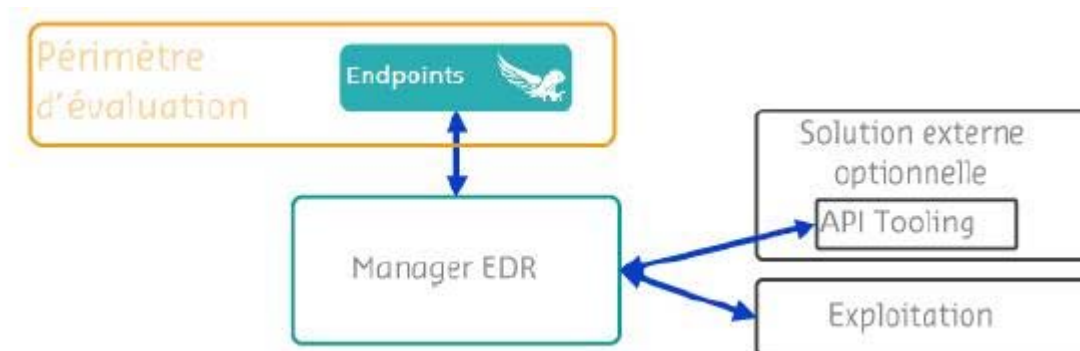 Périmètre
d'évaluation
Endpoints
Solution externe
optionnelle
API Tooling
Manager EDR
Exploitation